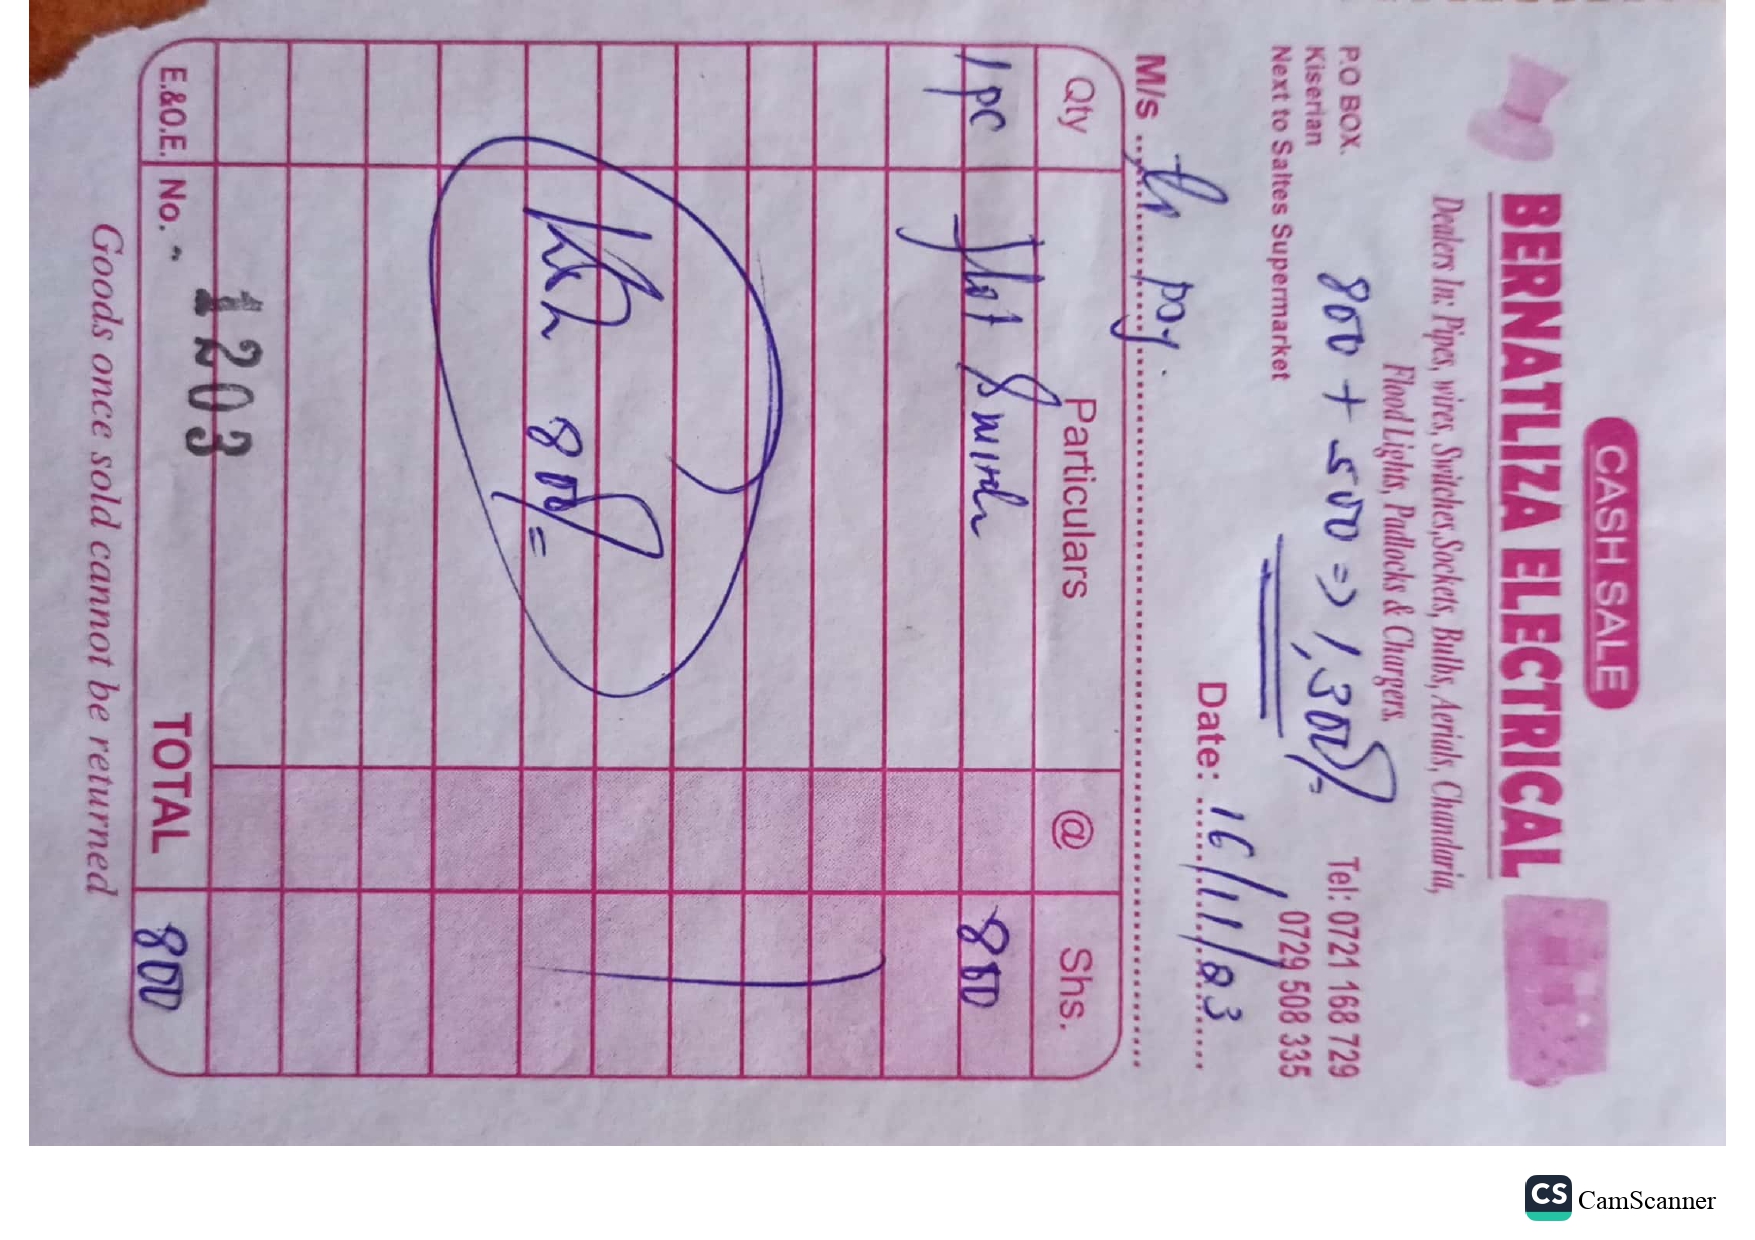 CASH SALE
BERNATLIZA ELECTRICAL
Dealers In: Pipes, wires, Switches,Sockets, Bulbs, Aerials, Chandaria,
Flood Lights, Padlocks & Chargers.
P.O BOX.
Kiserian
Next to Saltes Supermarket
Tel: 0721 168 729
0729 508 335
800 + 500 => 1,300/-
Date: 16/11/23
M/s
Qty Particulars @ Shs.
1pc Flot Switch 800
Ksh 800/=
1203
E.&O.E. No. TOTAL 800
Goods once sold cannot be returned
CS CamScanner